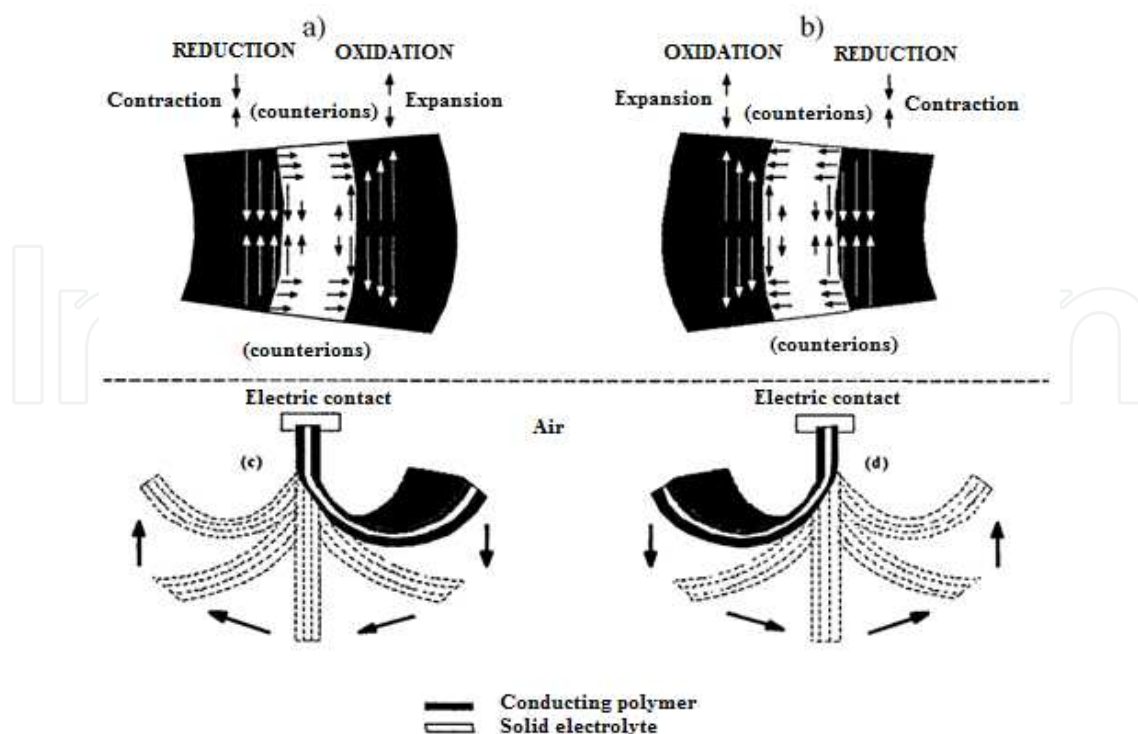 a)
REDUCTION OXIDATION
Contraction (counterions) Expansion
(counterions)
b)
OXIDATION REDUCTION
Expansion (counterions) Contraction
(counterions)
Electric contact
(c)
Air
Electric contact
(d)
Conducting polymer
Solid electrolyte